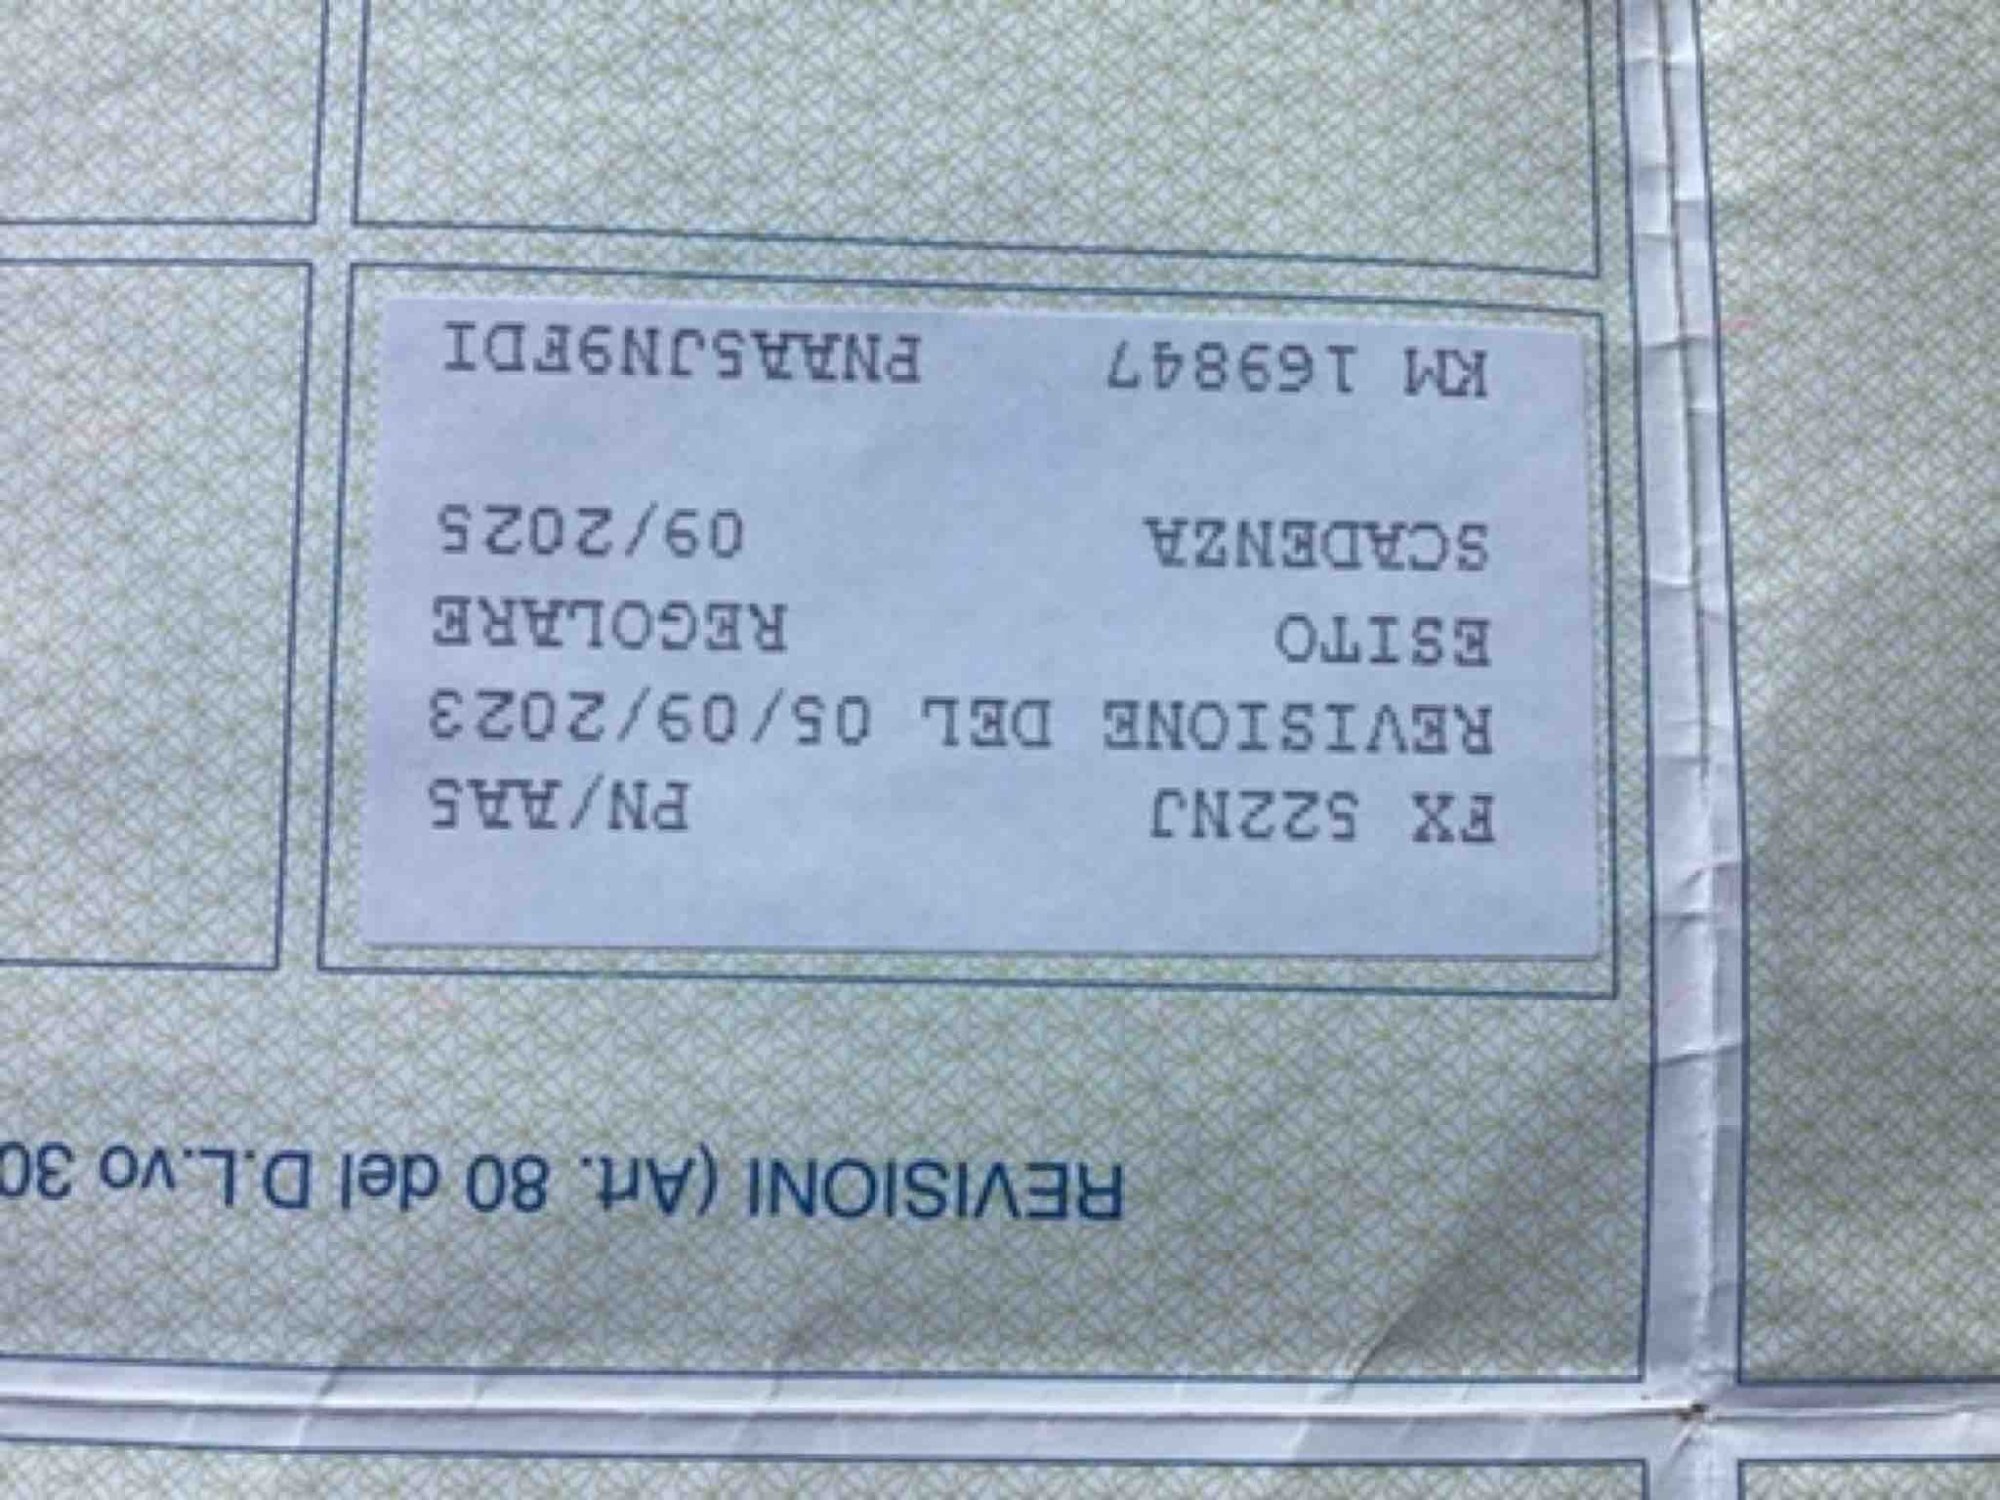 REVISIONI (Art. 80 del D.L.vo 30
FX 522NJ PN/AA5
REVISIONE DEL 05/09/2023
ESITO REGOLARE
SCADENZA 09/2025
KM 169847 PNAA5JN9FDI